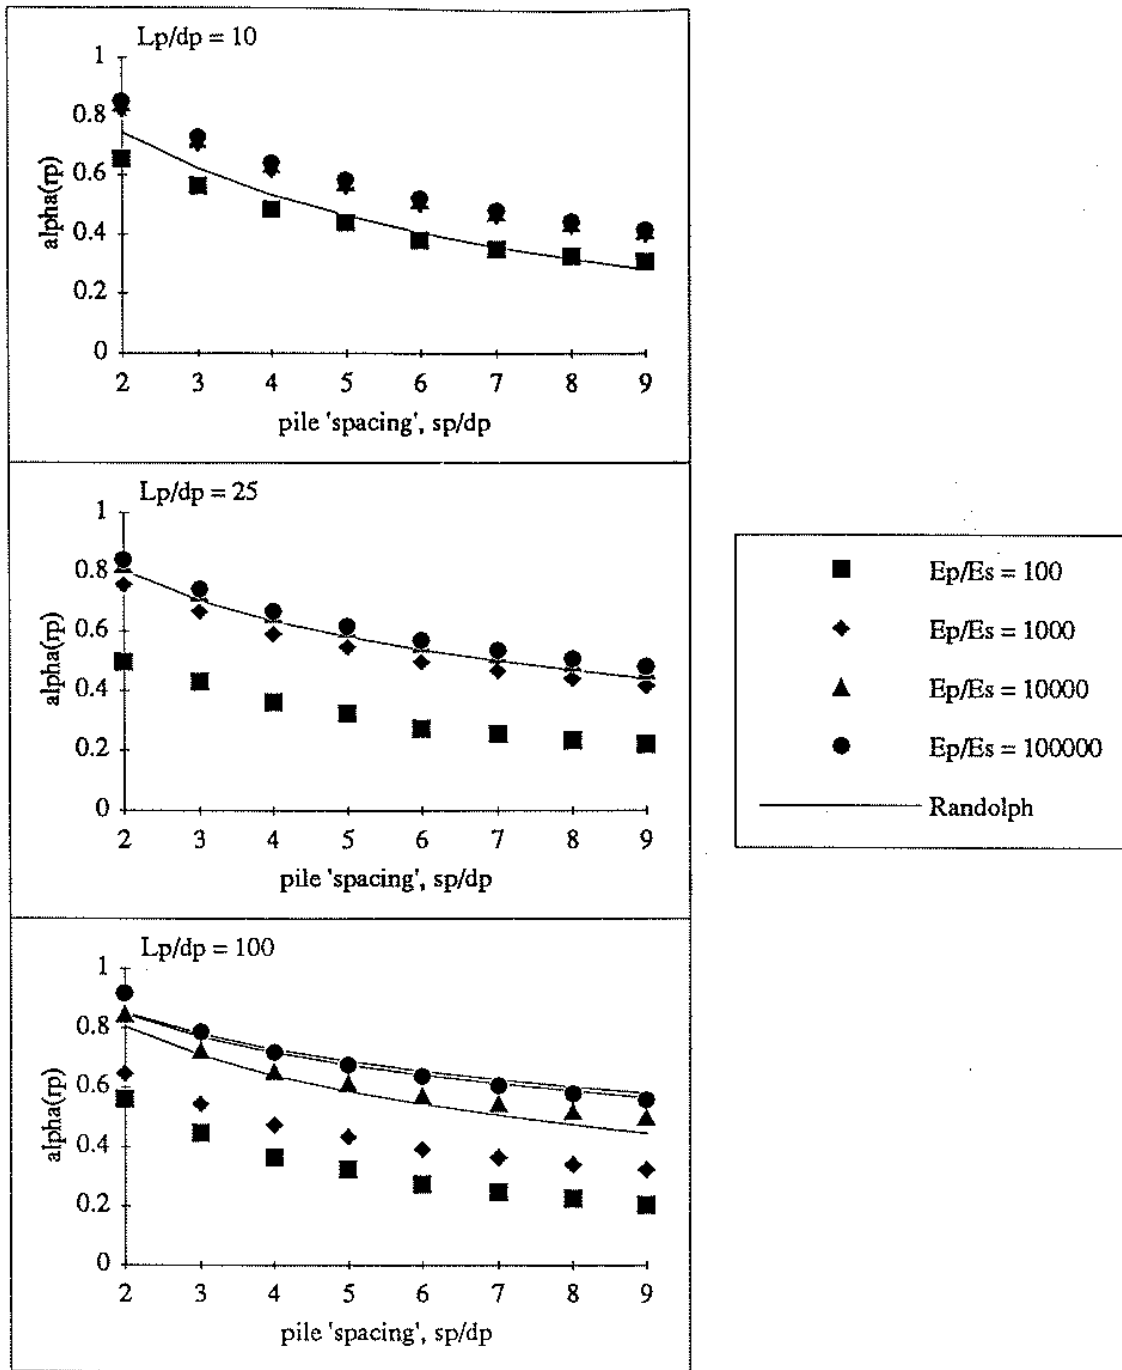 Lp/dp = 10
1
0.8
0.6
0.4
0.2
0
alpha(rp)
2 3 4 5 6 7 8 9
pile 'spacing', sp/dp
Lp/dp = 25
1
0.8
0.6
0.4
0.2
0
alpha(rp)
2 3 4 5 6 7 8 9
pile 'spacing', sp/dp
Ep/Es = 100
Ep/Es = 1000
Ep/Es = 10000
Ep/Es = 100000
Randolph
Lp/dp = 100
1
0.8
0.6
0.4
0.2
0
alpha(rp)
2 3 4 5 6 7 8 9
pile 'spacing', sp/dp